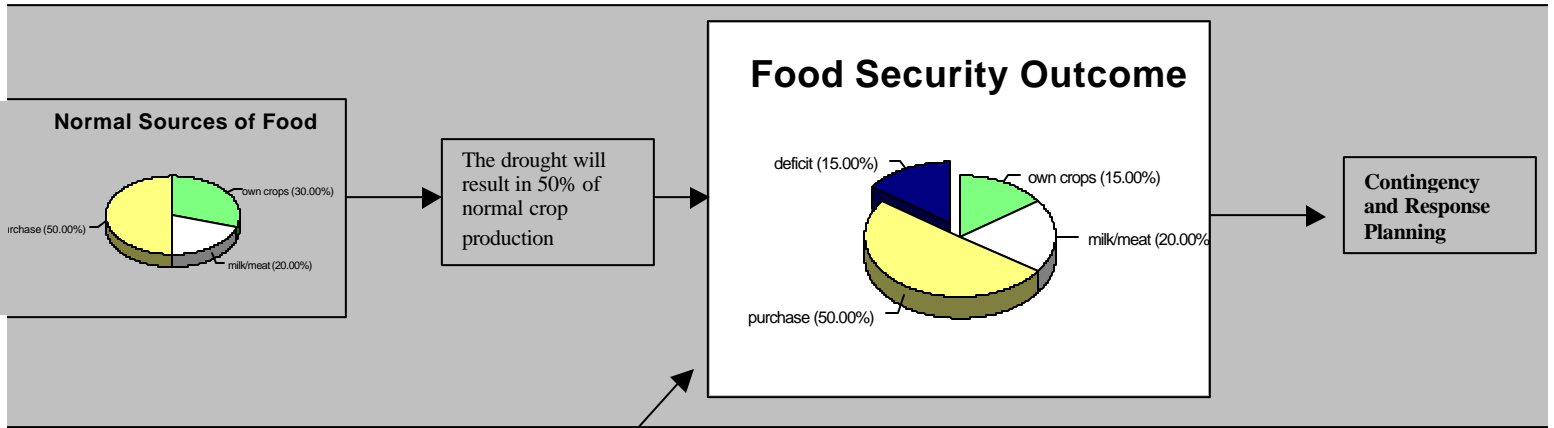 Normal Sources of Food
own crops (30.00%)
(50.00%)
milk/meat (20.00%)
The drought will
result in 50% of
normal crop
production
Food Security Outcome
deficit (15.00%)
own crops (15.00%)
milk/meat (20.00%
purchase (50.00%)
Contingency
and Response
Planning